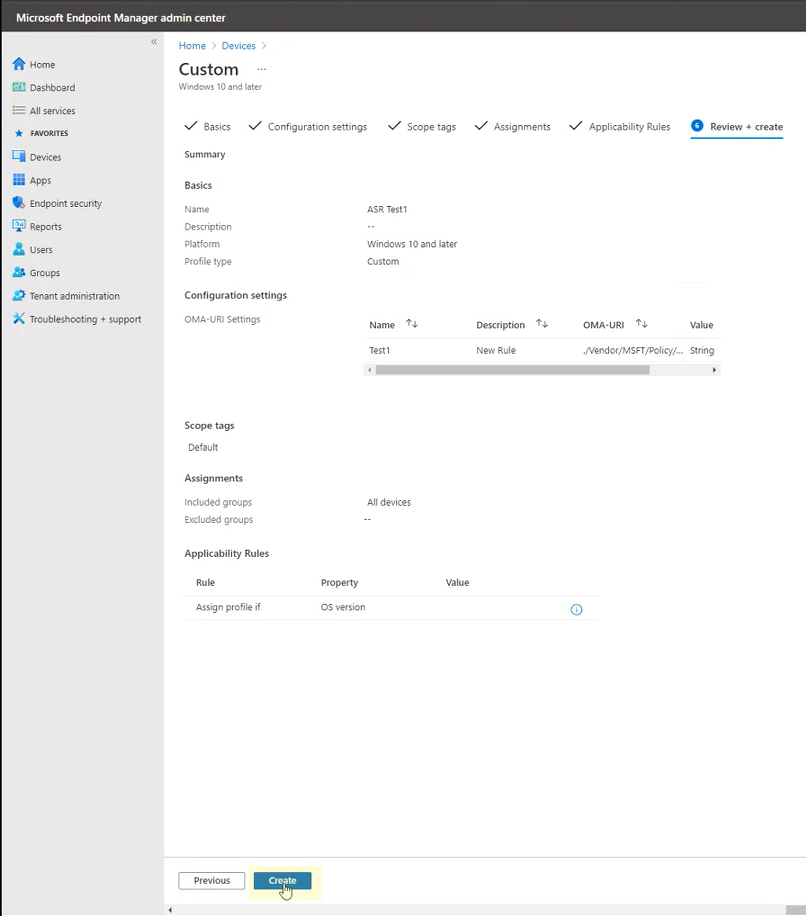 Microsoft Endpoint Manager admin center
«
Home
Dashboard
All services
FAVORITES
Devices
Apps
Endpoint security
Reports
Users
Groups
Tenant administration
Troubleshooting + support
Home > Devices >
Custom ...
Windows 10 and later
Basics Configuration settings Scope tags Assignments Applicability Rules 6 Review + create
Summary
Basics
Name ASR Test1
Description --
Platform Windows 10 and later
Profile type Custom
Configuration settings
OMA-URI Settings
Name ↑↓ Description ↑↓ OMA-URI ↑↓ Value
Test1 New Rule ./Vendor/MSFT/Policy/... String
Scope tags
Default
Assignments
Included groups All devices
Excluded groups --
Applicability Rules
Rule Property Value
Assign profile if OS version
Previous Create